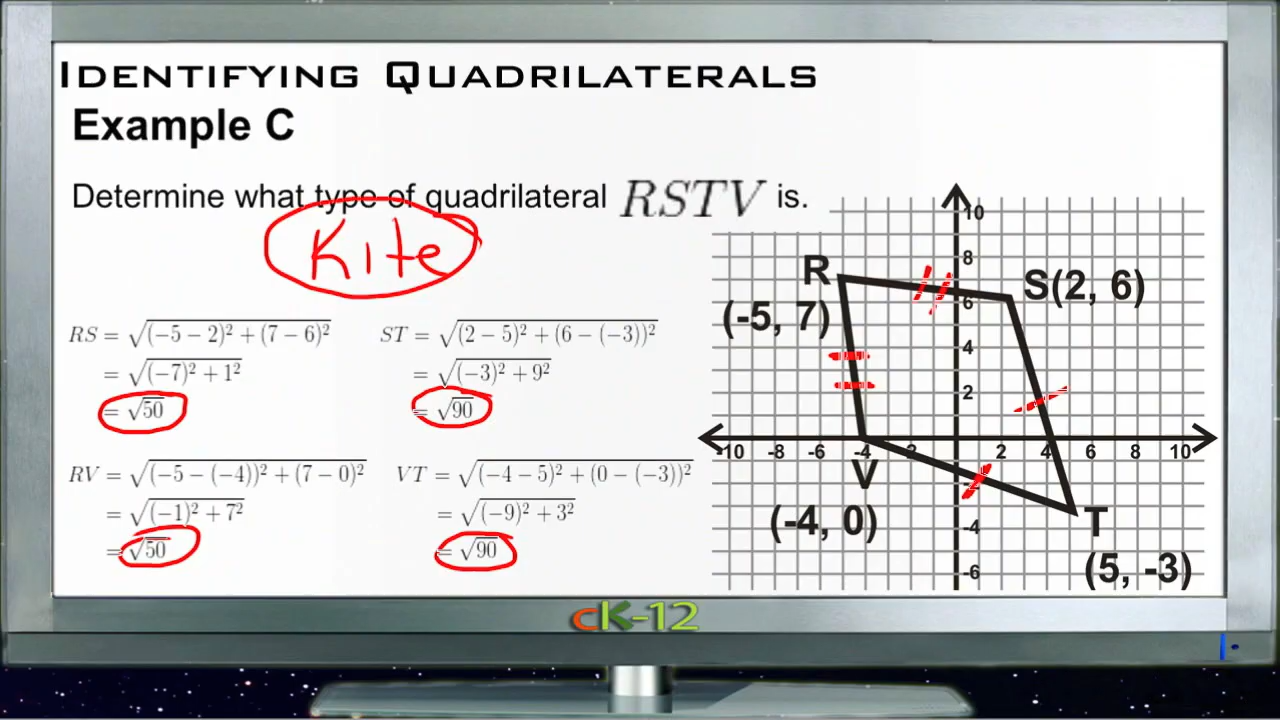 IDENTIFYING QUADRILATERALS
Example C
Determine what type of quadrilateral RSTV is.
Kite
RS = √(−5 − 2)² + (7 − 6)²
= √(−7)² + 1²
= √50
ST = √(2 − 5)² + (6 − (−3))²
= √(−3)² + 9²
= √90
RV = √(−5 − (−4))² + (7 − 0)²
= √(−1)² + 7²
= √50
VT = √(−4 − 5)² + (0 − (−3))²
= √(−9)² + 3²
= √90
10
8
6
4
2
R
(-5, 7)
S(2, 6)
-10 -8 -6 -4 -2 2 4 6 8 10
V
(-4, 0)
-2
-4
-6
T
(5, -3)
cK-12